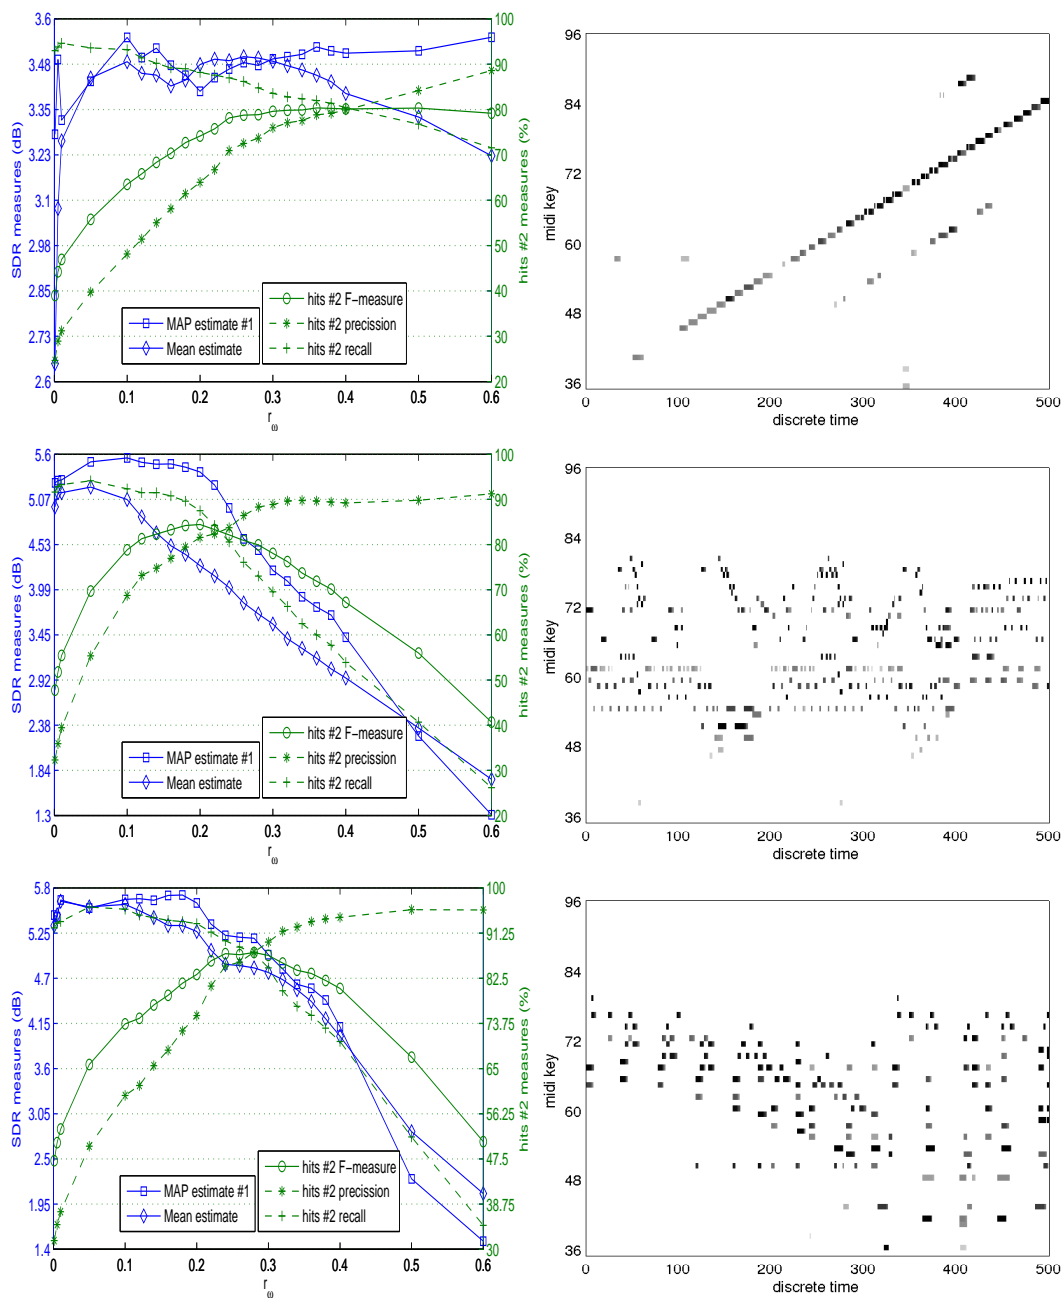 3.6
3.48
3.35
3.23
3.1
2.98
2.85
2.73
2.6
SDR measures (dB)
100
90
80
70
60
50
40
30
20
hits #2 measures (%)
0 0.1 0.2 0.3 0.4 0.5 0.6
r_ω
MAP estimate #1
Mean estimate
hits #2 F-measure
hits #2 precission
hits #2 recall
96
84
72
60
48
36
midi key
0 100 200 300 400 500
discrete time
5.6
5.07
4.53
3.99
3.45
2.92
2.38
1.84
1.3
SDR measures (dB)
100
90
80
70
60
50
40
30
20
hits #2 measures (%)
0 0.1 0.2 0.3 0.4 0.5 0.6
r_ω
MAP estimate #1
Mean estimate
hits #2 F-measure
hits #2 precission
hits #2 recall
96
84
72
60
48
36
midi key
0 100 200 300 400 500
discrete time
5.8
5.25
4.7
4.15
3.6
3.05
2.5
1.95
1.4
SDR measures (dB)
100
91.25
82.5
73.75
65
56.25
47.5
38.75
30
hits #2 measures (%)
0 0.1 0.2 0.3 0.4 0.5 0.6
r_ω
MAP estimate #1
Mean estimate
hits #2 F-measure
hits #2 precission
hits #2 recall
96
84
72
60
48
36
midi key
0 100 200 300 400 500
discrete time